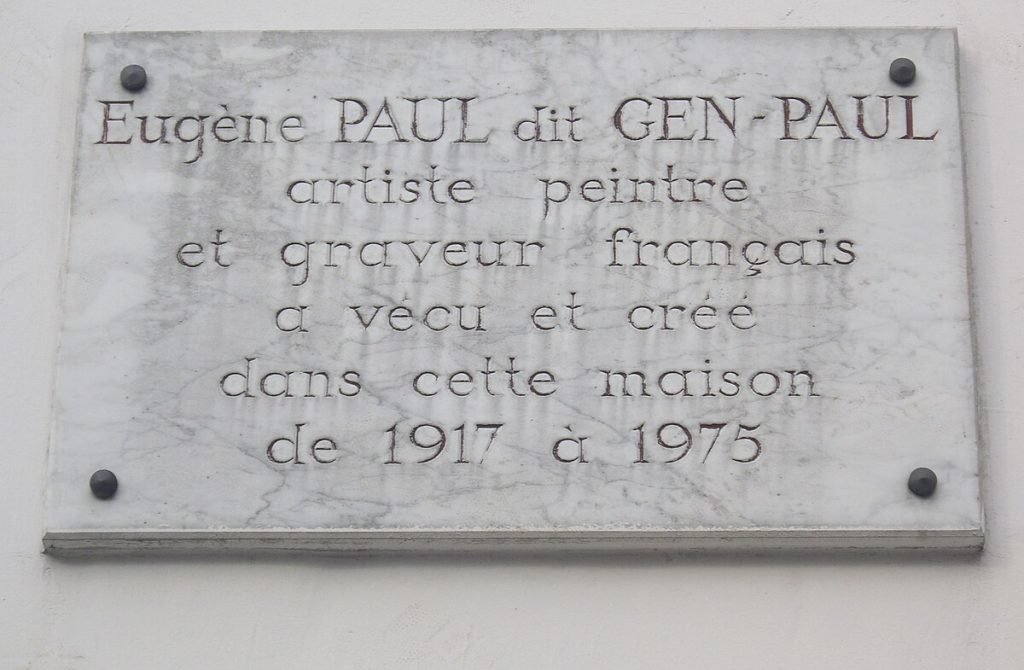 Eugène PAUL dit GEN-PAUL
artiste peintre
et graveur français
a vécu et créé
dans cette maison
de 1917 à 1975